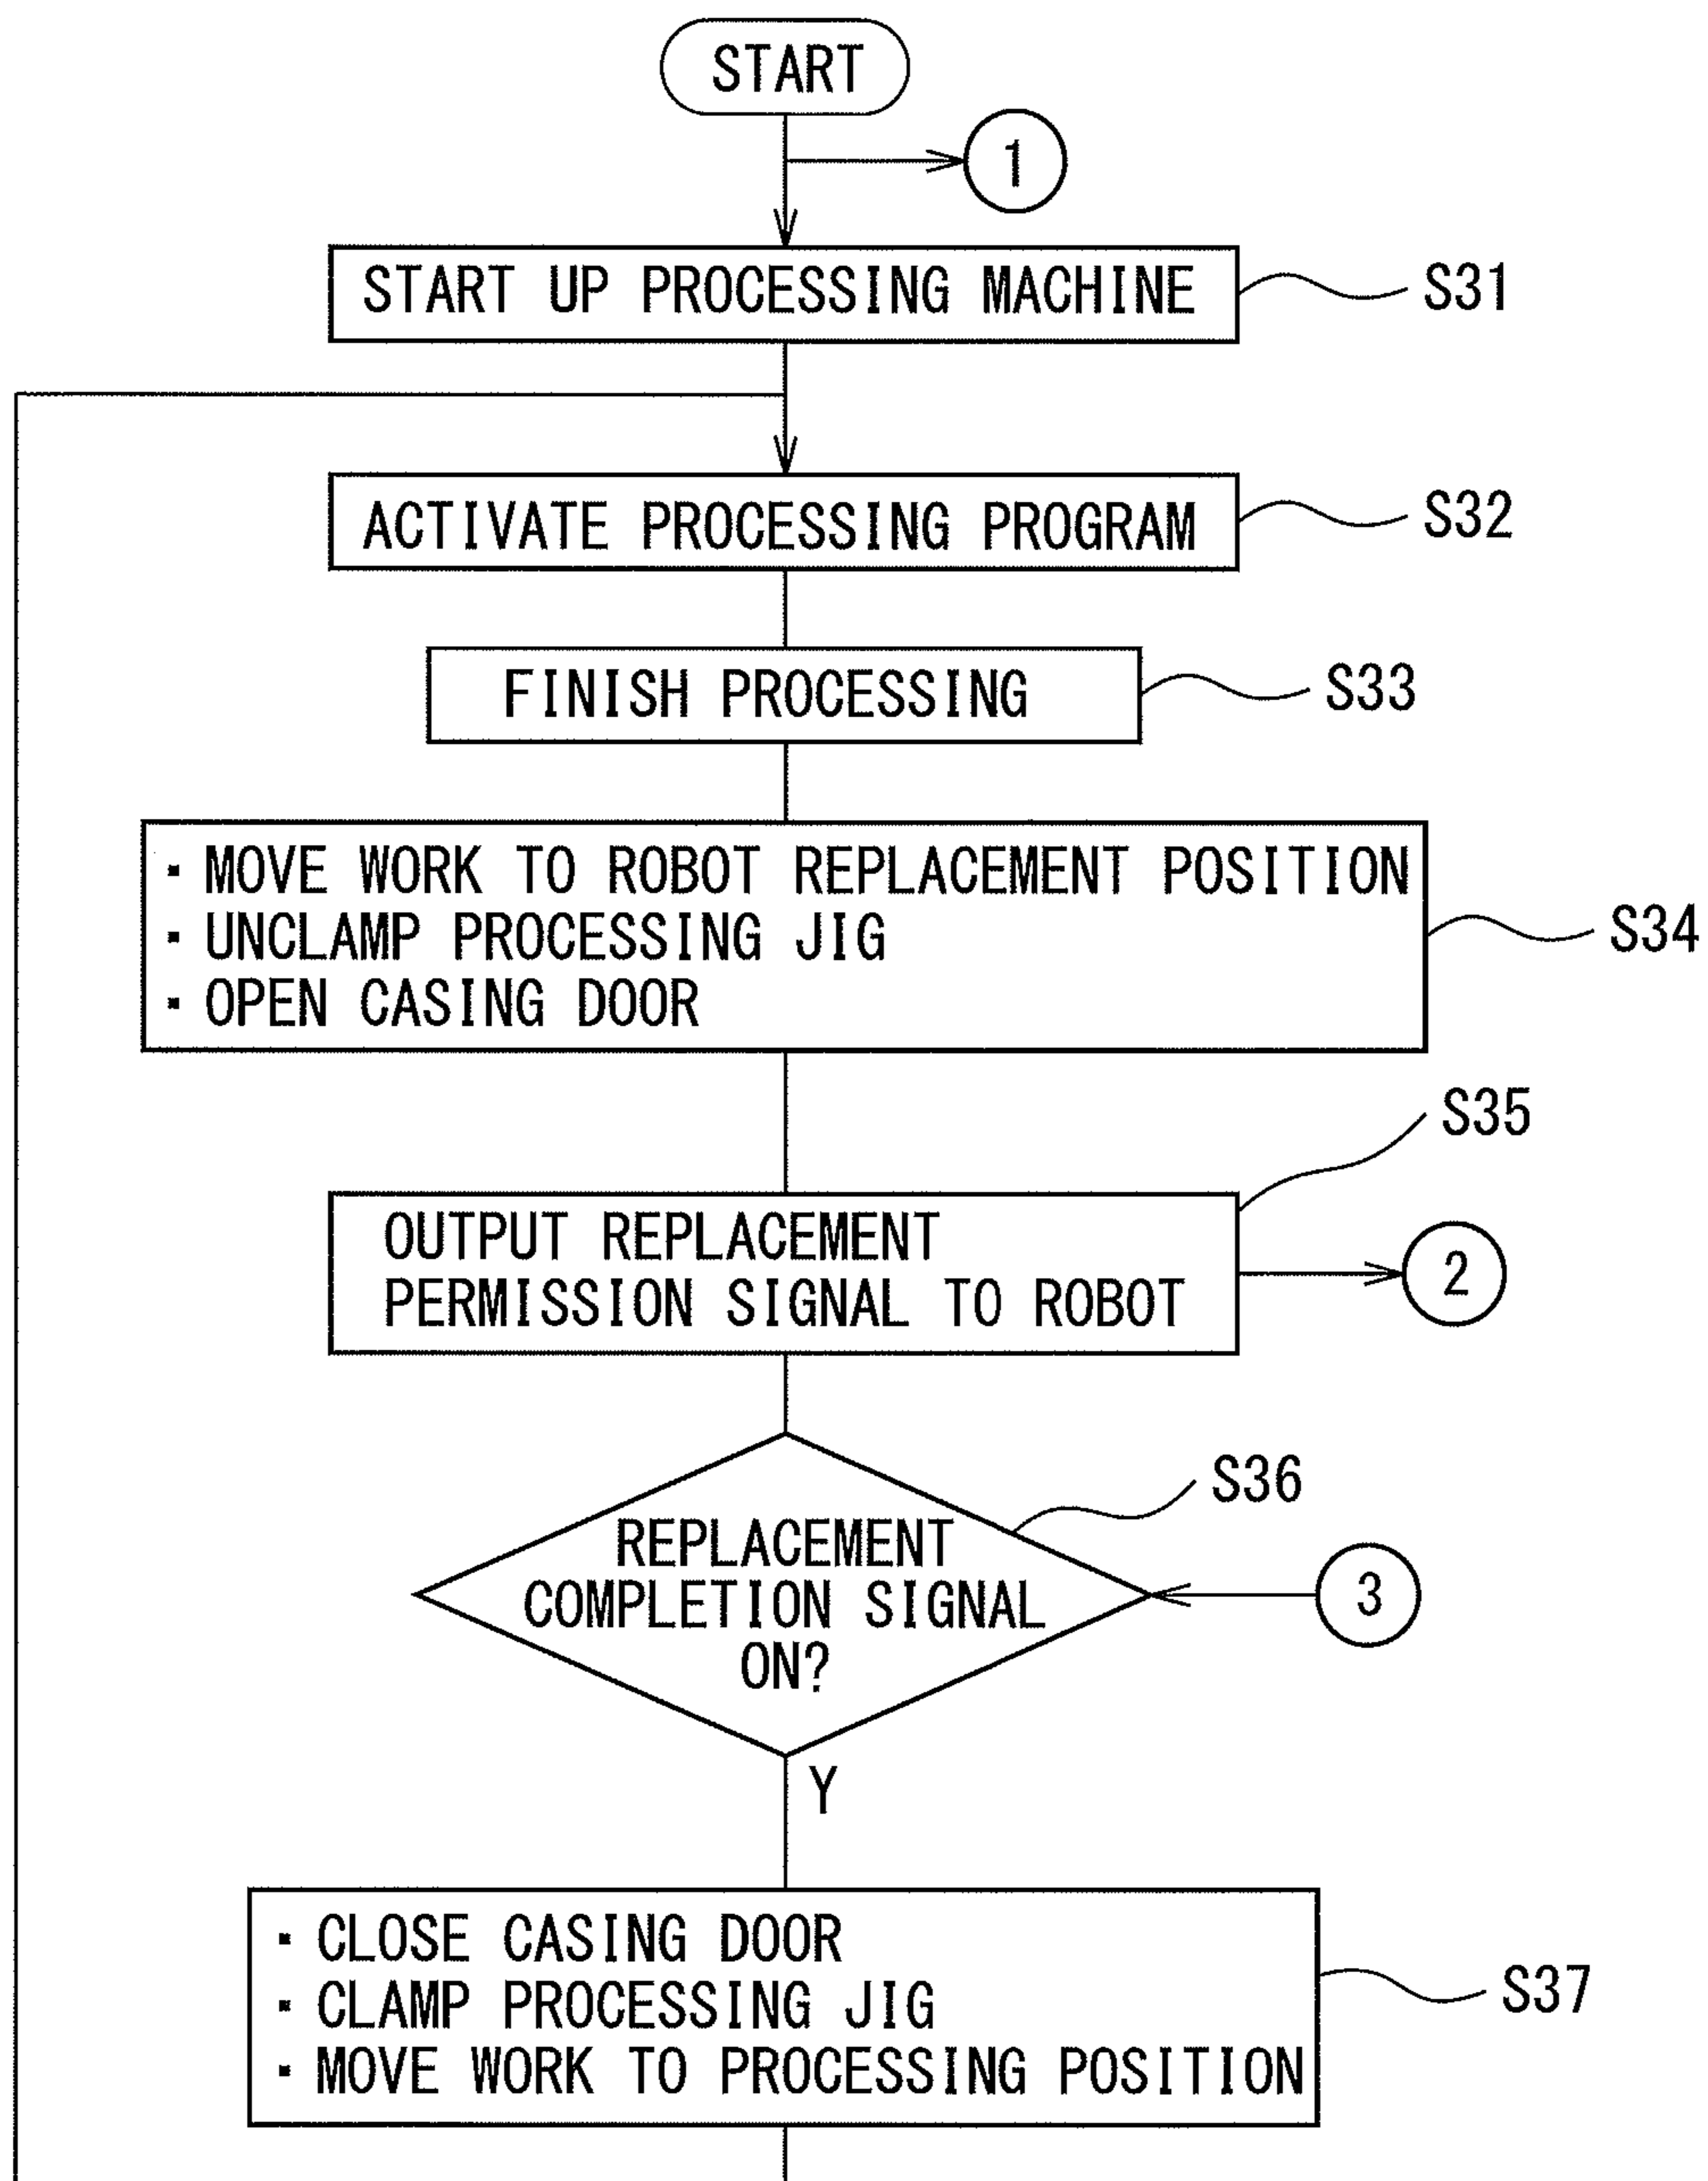 START
1
START UP PROCESSING MACHINE
S31
ACTIVATE PROCESSING PROGRAM
S32
FINISH PROCESSING
S33
▪ MOVE WORK TO ROBOT REPLACEMENT POSITION
▪ UNCLAMP PROCESSING JIG
▪ OPEN CASING DOOR
S34
S35
OUTPUT REPLACEMENT
PERMISSION SIGNAL TO ROBOT
2
S36
REPLACEMENT
COMPLETION SIGNAL
ON?
3
Y
▪ CLOSE CASING DOOR
▪ CLAMP PROCESSING JIG
▪ MOVE WORK TO PROCESSING POSITION
S37